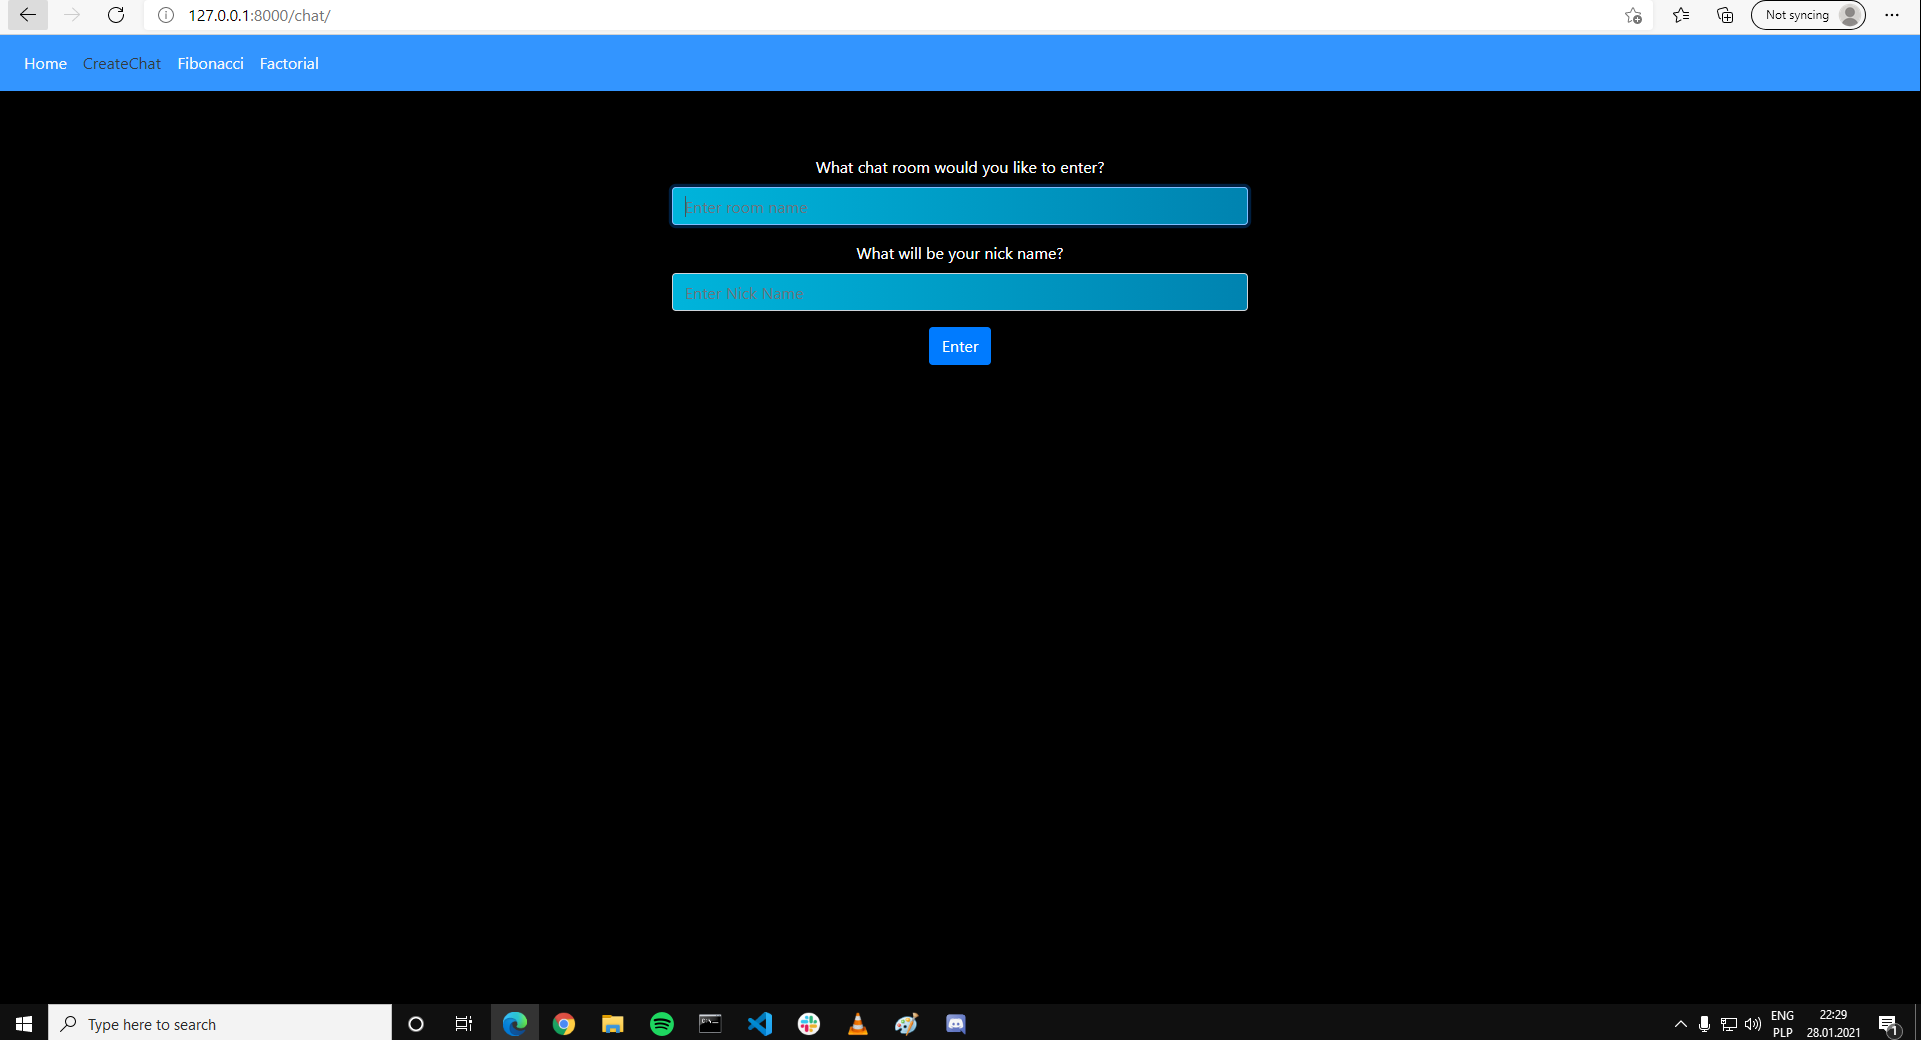 127.0.0.1:8000/chat/
Not syncing
Home CreateChat Fibonacci Factorial
What chat room would you like to enter?
Enter room name
What will be your nick name?
Enter Nick Name
Enter
Type here to search
ENG
PLP
22:29
28.01.2021
1